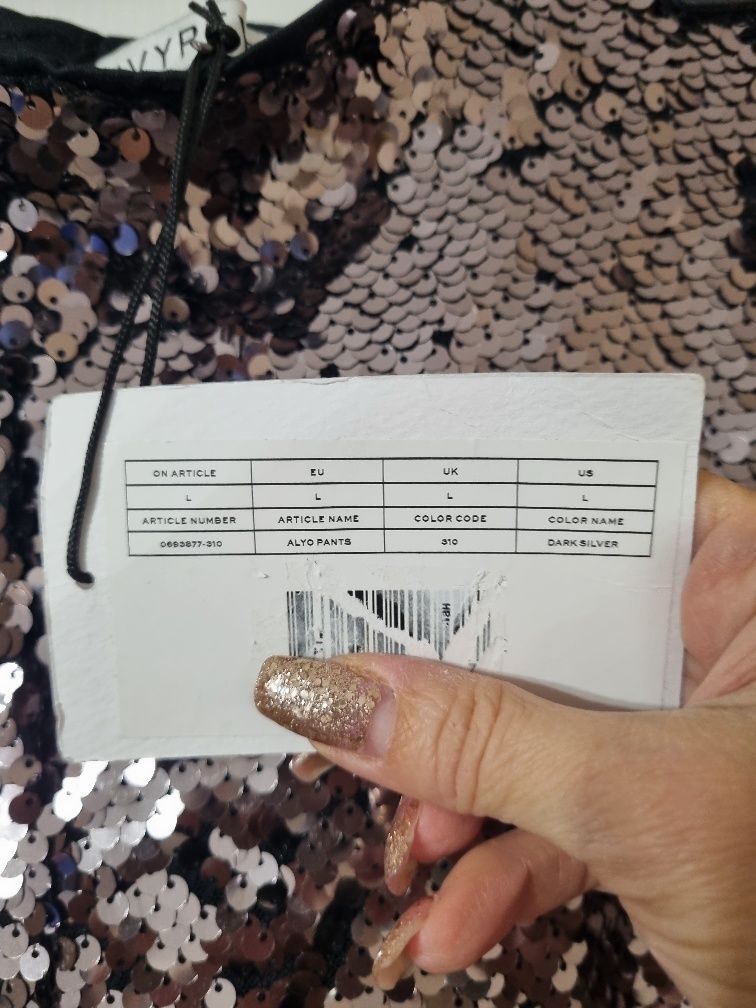 VYR
ON ARTICLE EU UK US
L L L L
ARTICLE NUMBER ARTICLE NAME COLOR CODE COLOR NAME
0693877-310 ALYO PANTS 310 DARK SILVER